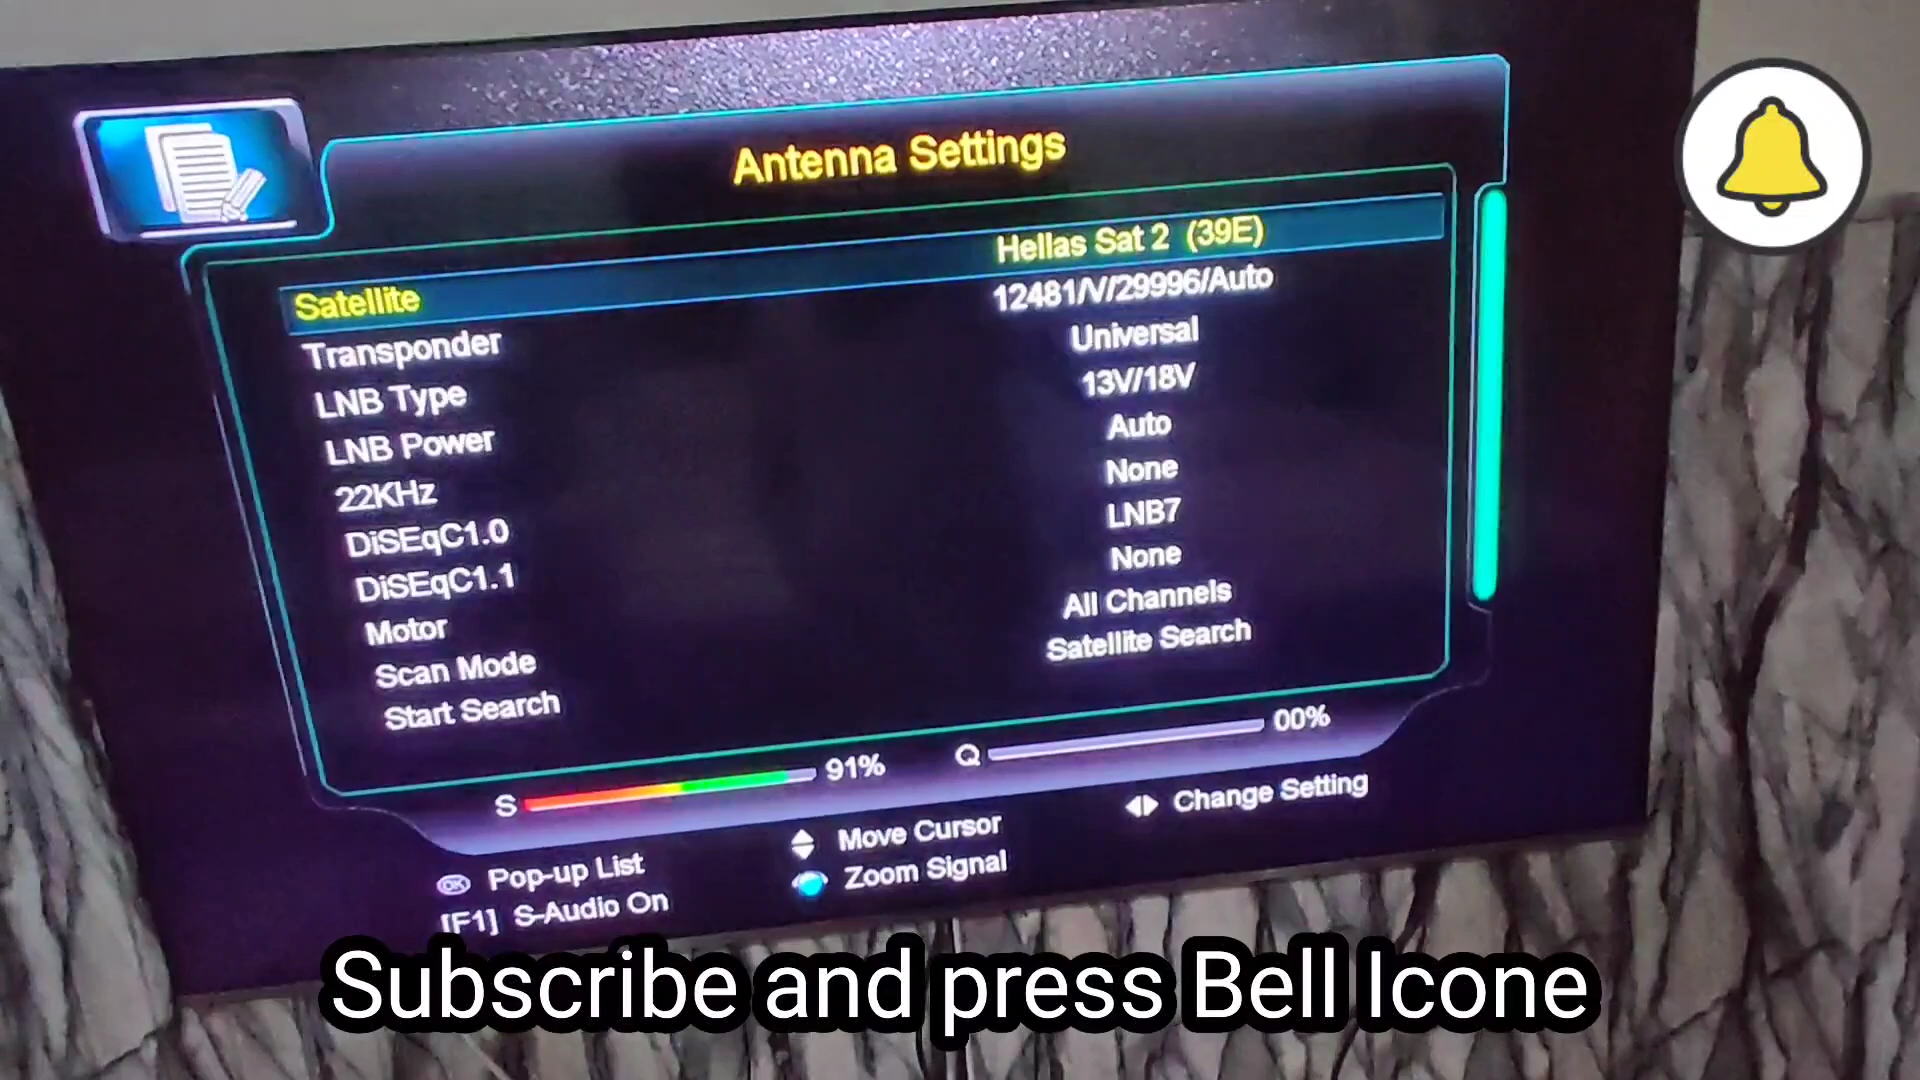 Antenna Settings
Satellite Hellas Sat 2 (39E)
Transponder 12481/V/29996/Auto
LNB Type Universal
LNB Power 13V/18V
22KHz Auto
DiSEqC1.0 None
DiSEqC1.1 LNB7
Motor None
Scan Mode All Channels
Start Search Satellite Search
S 91% Q 00%
OK Pop-up List Move Cursor Change Setting
[F1] S-Audio On Zoom Signal
Subscribe and press Bell Icone